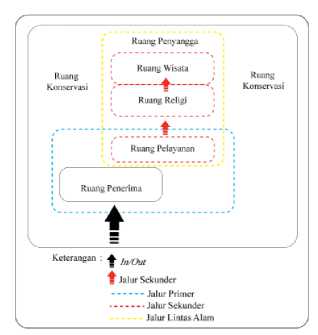 Ruang Penyangga
Ruang Wisata
Ruang
Konservasi
Ruang
Konservasi
Ruang Religi
Ruang Pelayanan
Ruang Penerima
Keterangan :
In/Out
Jalur Sekunder
Jalur Primer
Jalur Sekunder
Jalur Lintas Alam